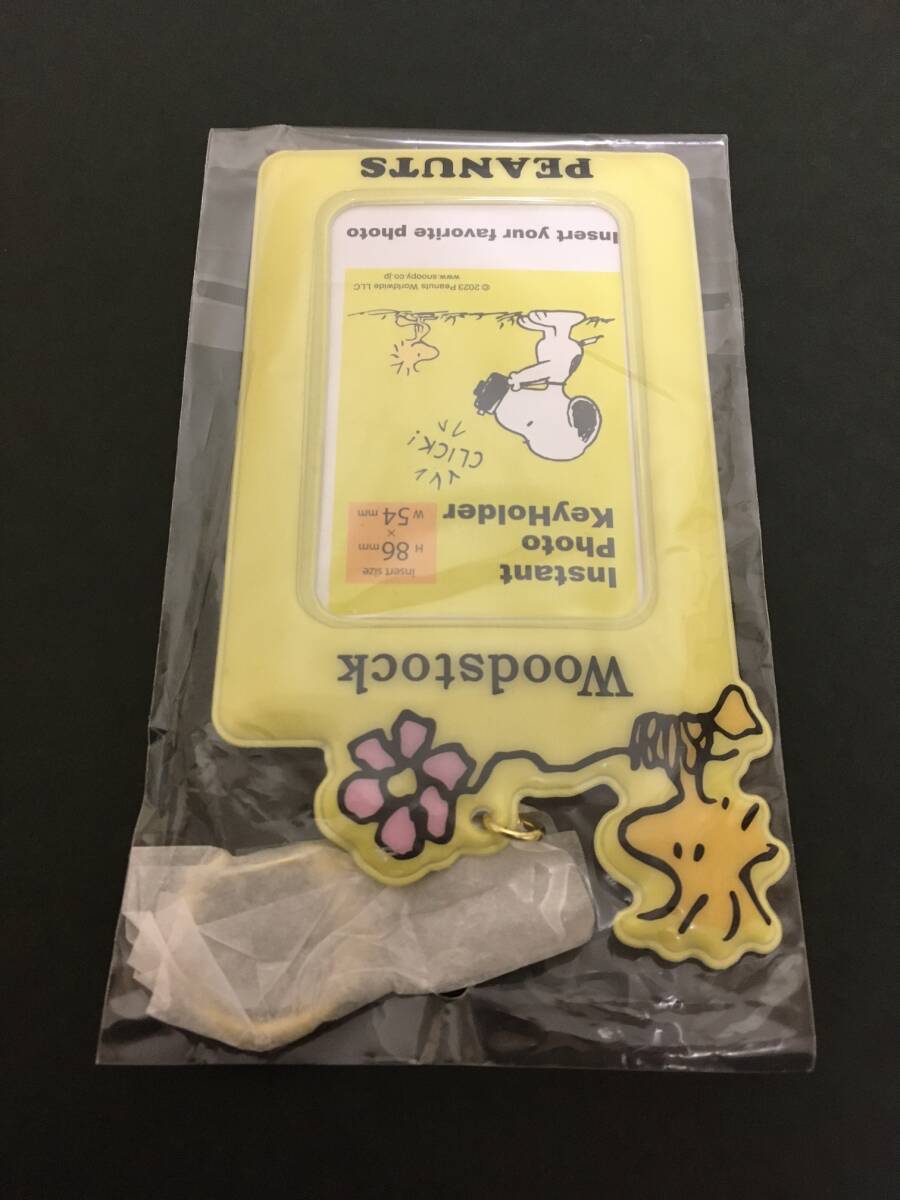 Woodstock
Instant
Photo
KeyHolder
insert size
H 86 mm
×
W 54 mm
CLICK!
© 2023 Peanuts Worldwide LLC
www.snoopy.co.jp
Insert your favorite photo
PEANUTS